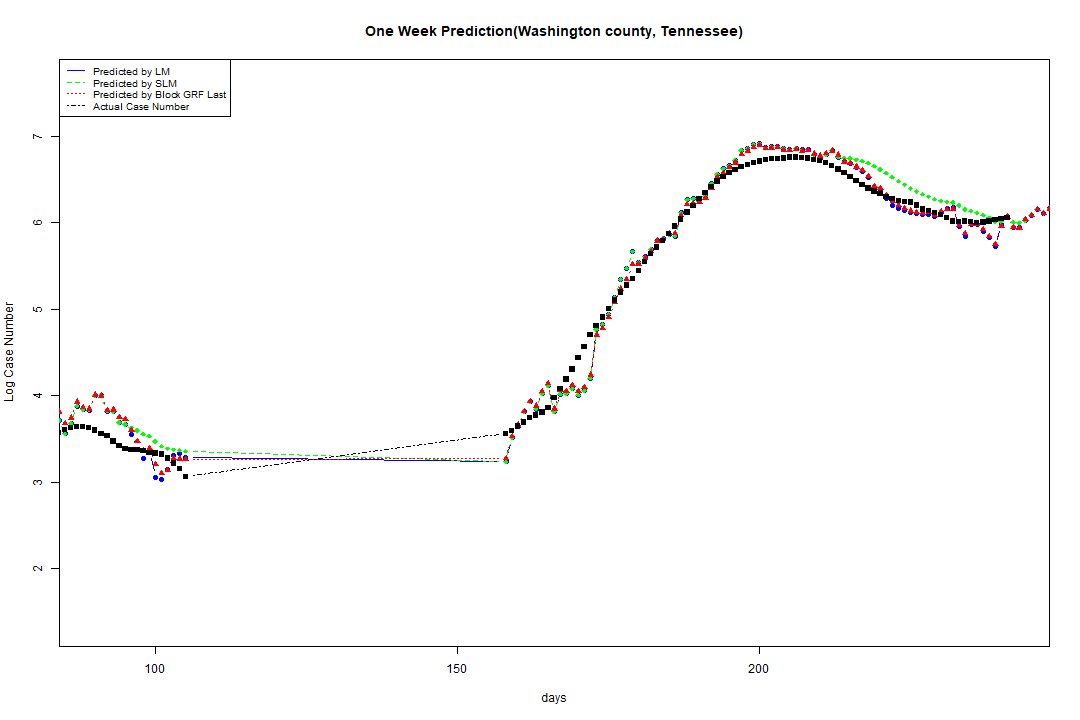 One Week Prediction(Washington county, Tennessee)
Predicted by LM
Predicted by SLM
Predicted by Block GRF Last
Actual Case Number
7
6
5
4
3
2
Log Case Number
100 150 200
days